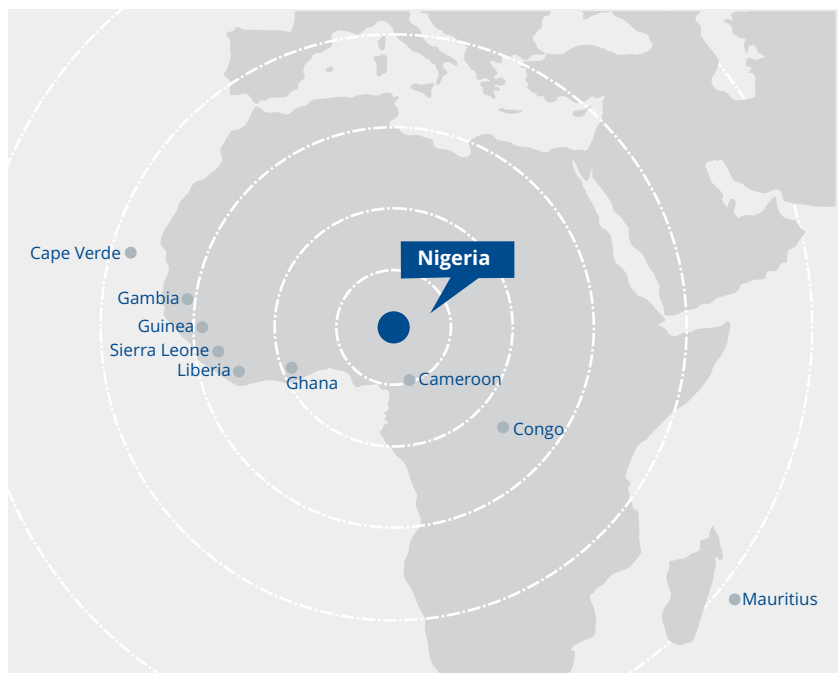 Nigeria
Cape Verde
Gambia
Guinea
Sierra Leone
Liberia
Ghana
Cameroon
Congo
Mauritius